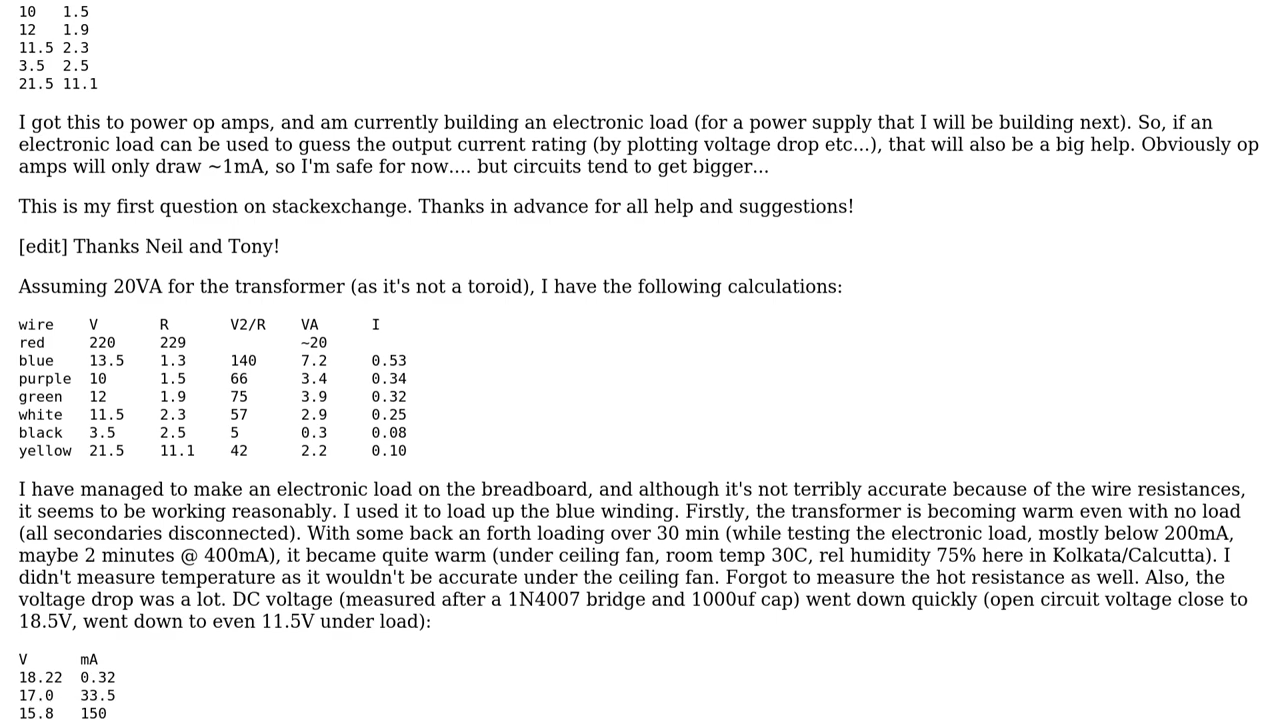 10   1.5
12   1.9
11.5 2.3
3.5  2.5
21.5 11.1
I got this to power op amps, and am currently building an electronic load (for a power supply that I will be building next). So, if an
electronic load can be used to guess the output current rating (by plotting voltage drop etc...), that will also be a big help. Obviously op
amps will only draw ~1mA, so I'm safe for now.... but circuits tend to get bigger...
This is my first question on stackexchange. Thanks in advance for all help and suggestions!
[edit] Thanks Neil and Tony!
Assuming 20VA for the transformer (as it's not a toroid), I have the following calculations:
wire    V       R       V2/R    VA      I
red     220     229             ~20
blue    13.5    1.3     140     7.2     0.53
purple  10      1.5     66      3.4     0.34
green   12      1.9     75      3.9     0.32
white   11.5    2.3     57      2.9     0.25
black   3.5     2.5     5       0.3     0.08
yellow  21.5    11.1    42      2.2     0.10
I have managed to make an electronic load on the breadboard, and although it's not terribly accurate because of the wire resistances,
it seems to be working reasonably. I used it to load up the blue winding. Firstly, the transformer is becoming warm even with no load
(all secondaries disconnected). With some back an forth loading over 30 min (while testing the electronic load, mostly below 200mA,
maybe 2 minutes @ 400mA), it became quite warm (under ceiling fan, room temp 30C, rel humidity 75% here in Kolkata/Calcutta). I
didn't measure temperature as it wouldn't be accurate under the ceiling fan. Forgot to measure the hot resistance as well. Also, the
voltage drop was a lot. DC voltage (measured after a 1N4007 bridge and 1000uf cap) went down quickly (open circuit voltage close to
18.5V, went down to even 11.5V under load):
V      mA
18.22  0.32
17.0   33.5
15.8   150